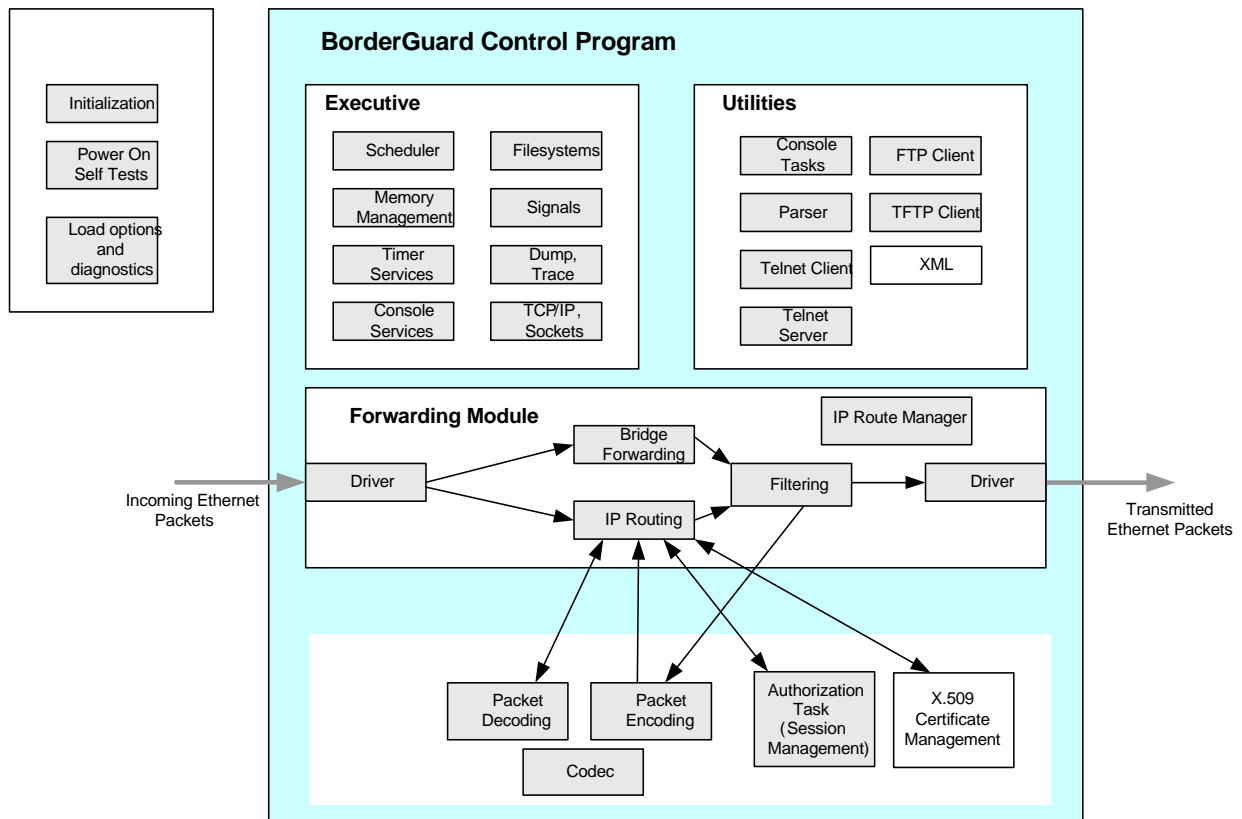 BorderGuard Control Program
Initialization
Power On
Self Tests
Load options
and
diagnostics
Executive
Scheduler
Filesystems
Memory
Management
Signals
Timer
Services
Dump,
Trace
Console
Services
TCP/IP,
Sockets
Utilities
Console
Tasks
FTP Client
Parser
TFTP Client
Telnet Client
XML
Telnet
Server
Forwarding Module
IP Route Manager
Bridge
Forwarding
Driver
Filtering
Driver
IP Routing
Incoming Ethernet
Packets
Transmitted
Ethernet Packets
Packet
Decoding
Packet
Encoding
Authorization
Task
(Session
Management)
X.509
Certificate
Management
Codec